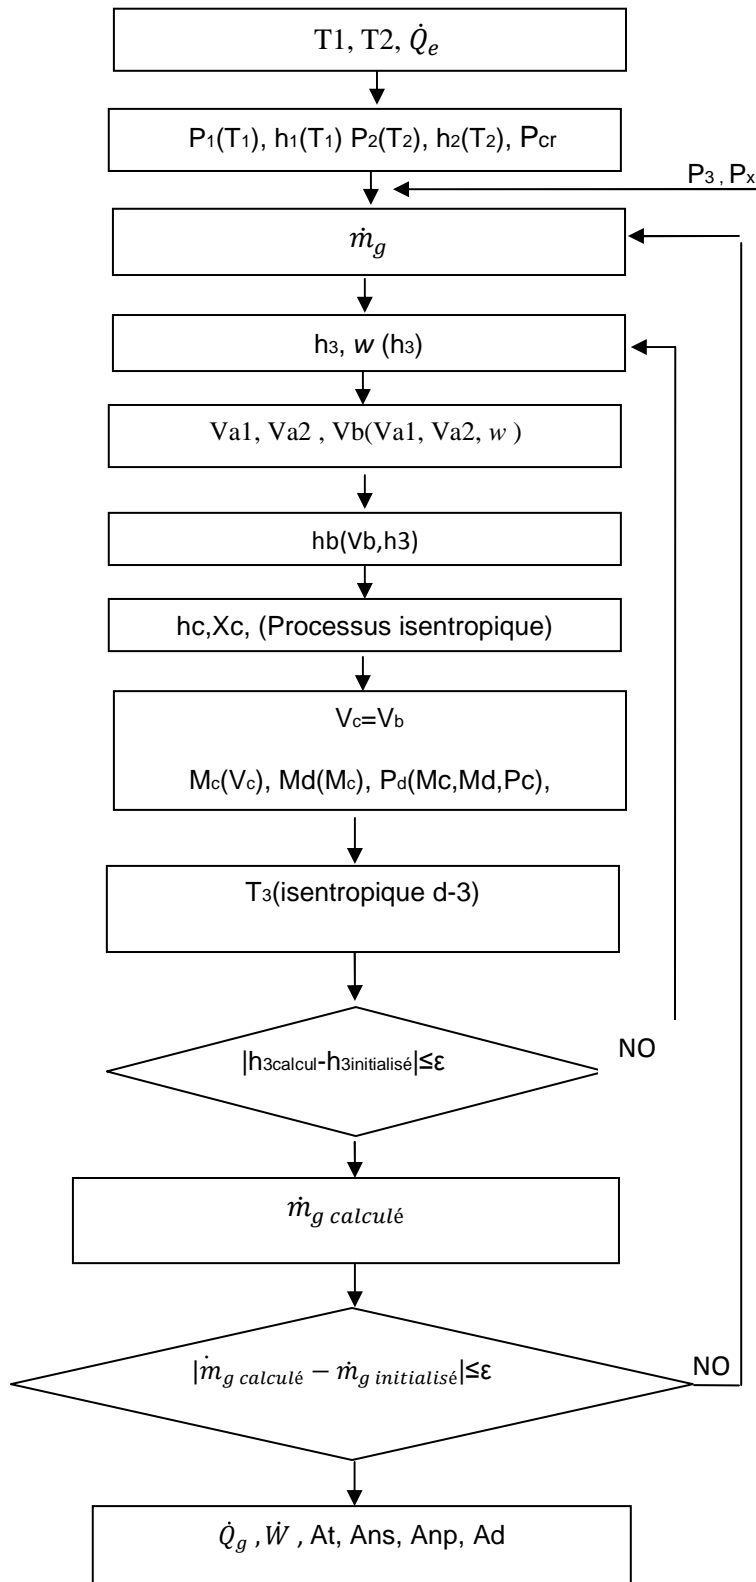 T1, T2, Q̇e
P1(T1), h1(T1) P2(T2), h2(T2), Pcr
P3 , Px
ṁg
h3, w (h3)
Va1, Va2 , Vb(Va1, Va2, w )
hb(Vb,h3)
hc,Xc, (Processus isentropique)
Vc=Vb
Mc(Vc), Md(Mc), Pd(Mc,Md,Pc),
T3(isentropique d-3)
|h3calcul-h3initialisé|≤ε
NO
ṁg calculé
|ṁg calculé − ṁg initialisé|≤ε
NO
Q̇g , Ẇ , At, Ans, Anp, Ad